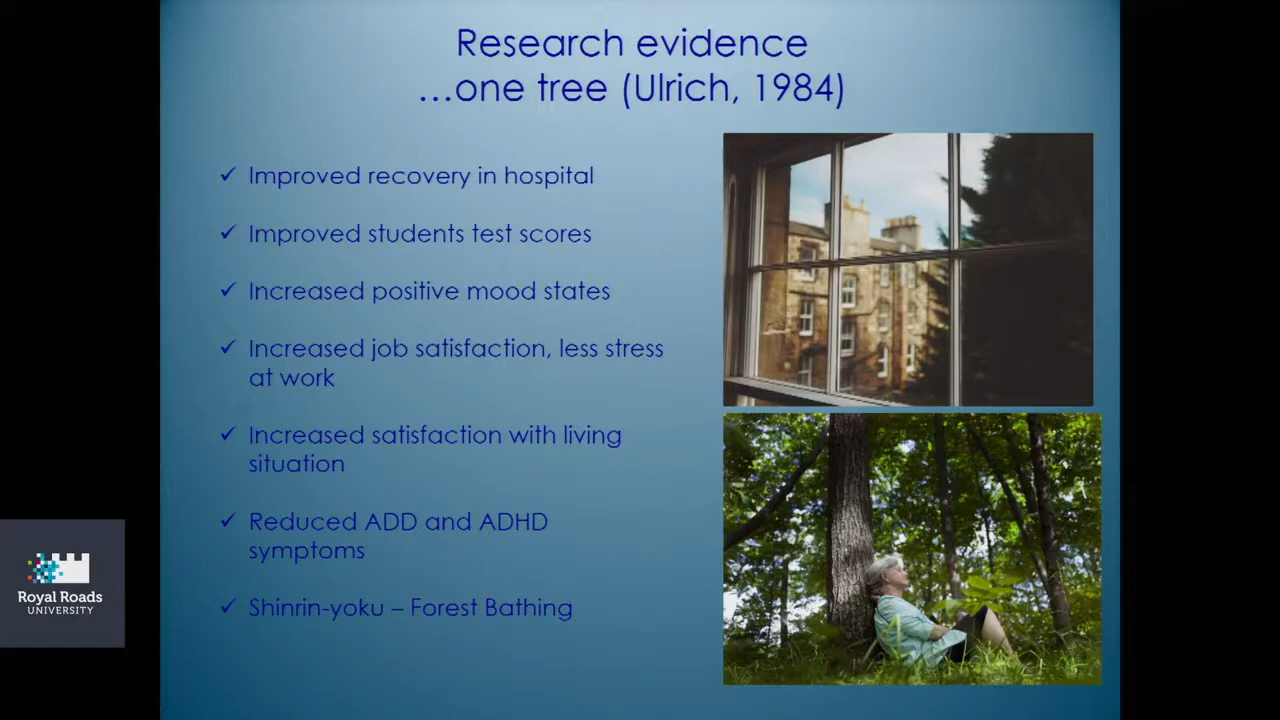 Research evidence
…one tree (Ulrich, 1984)
✓ Improved recovery in hospital
✓ Improved students test scores
✓ Increased positive mood states
✓ Increased job satisfaction, less stress
at work
✓ Increased satisfaction with living
situation
✓ Reduced ADD and ADHD
symptoms
✓ Shinrin-yoku – Forest Bathing
Royal Roads
UNIVERSITY